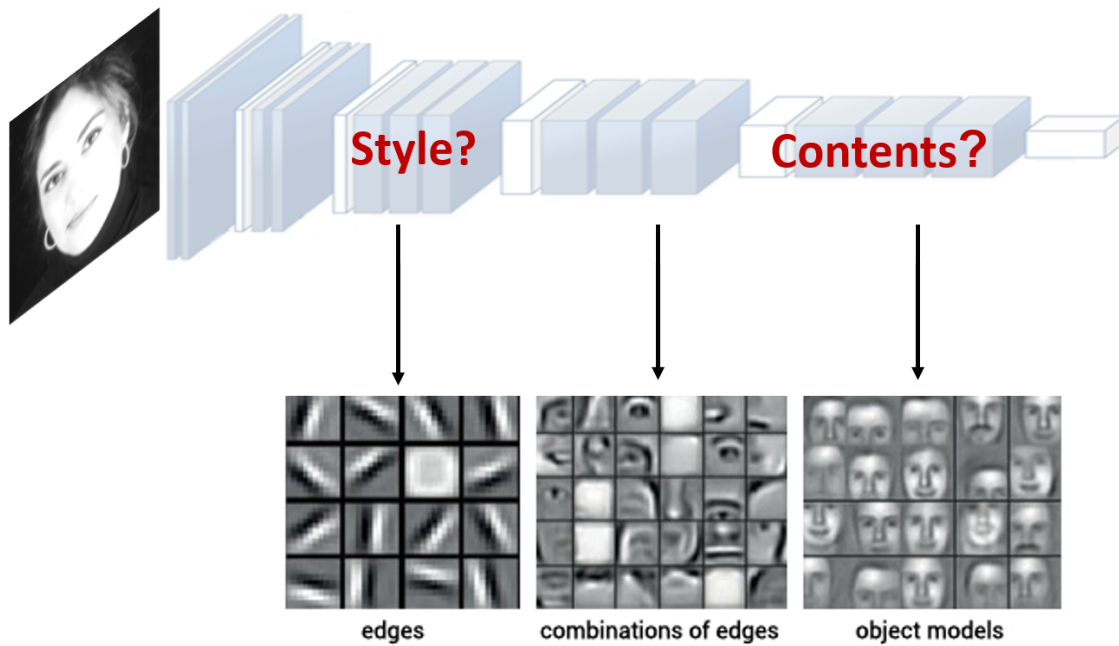 Style?
Contents?
edges
combinations of edges
object models